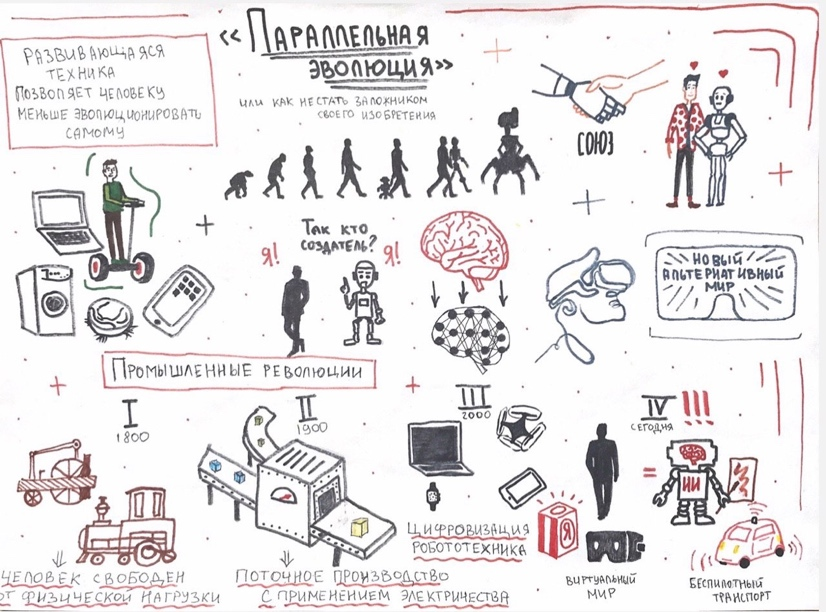 « Параллельная
эволюция»
или как не стать заложником
своего изобретения
Развивающаяся
техника
позволяет человеку
меньше эволюционировать
самому
союз
Так кто
создатель?
Я!
Я!
Новый
альтернативный
мир
Промышленные революции
I
1800
II
1900
III
2000
IV !!!
сегодня
=
ИИ
Я
Человек свободен
от физической нагрузки
Поточное производство
с применением электричества
Цифровизация
робототехника
Виртуальный
мир
Беспилотный
транспорт